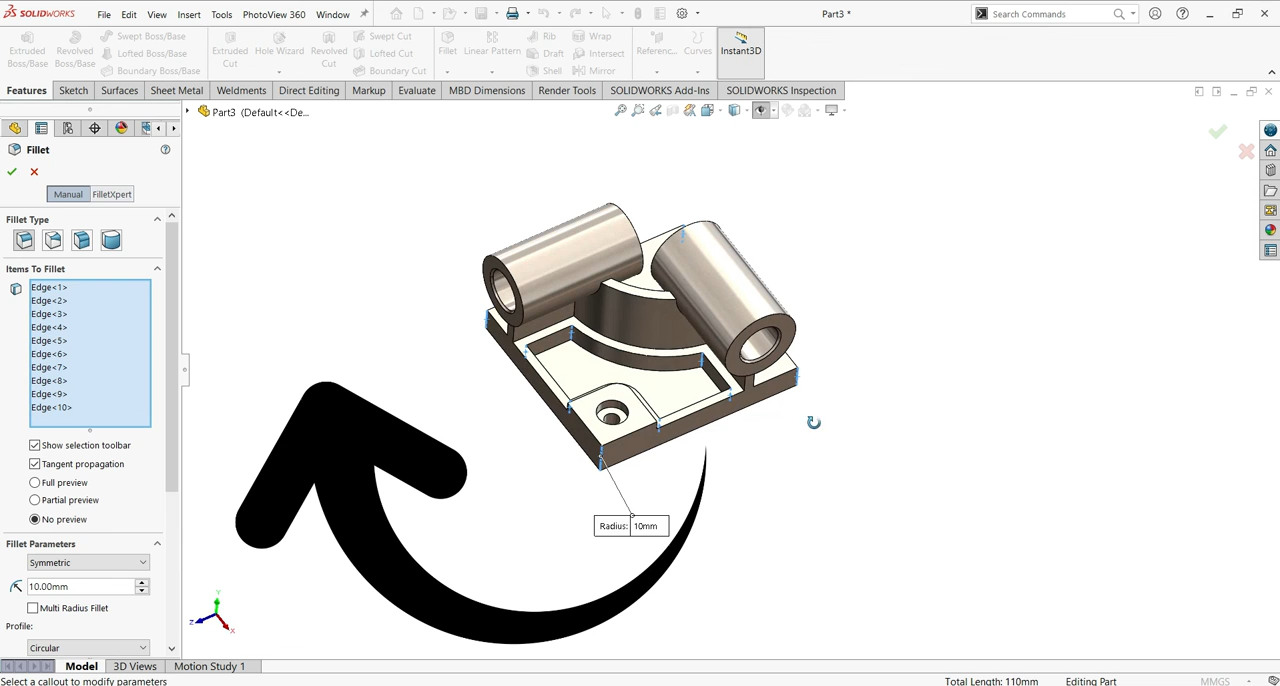 SOLIDWORKS File Edit View Insert Tools PhotoView 360 Window Part3 * Search Commands
Extruded Boss/Base
Revolved Boss/Base
Swept Boss/Base
Lofted Boss/Base
Boundary Boss/Base
Extruded Cut
Hole Wizard
Revolved Cut
Swept Cut
Lofted Cut
Boundary Cut
Fillet
Linear Pattern
Rib
Draft
Shell
Wrap
Intersect
Mirror
Referenc...
Curves
Instant3D
Features Sketch Surfaces Sheet Metal Weldments Direct Editing Markup Evaluate MBD Dimensions Render Tools SOLIDWORKS Add-Ins SOLIDWORKS Inspection
Part3 (Default<<De...
Fillet
Manual FilletXpert
Fillet Type
Items To Fillet
Edge<1>
Edge<2>
Edge<3>
Edge<4>
Edge<5>
Edge<6>
Edge<7>
Edge<8>
Edge<9>
Edge<10>
Show selection toolbar
Tangent propagation
Full preview
Partial preview
No preview
Fillet Parameters
Symmetric
10.00mm
Multi Radius Fillet
Profile:
Circular
Radius: 10mm
Y
Z
X
Model 3D Views Motion Study 1
Select a callout to modify parameters Total Length: 110mm Editing Part MMGS